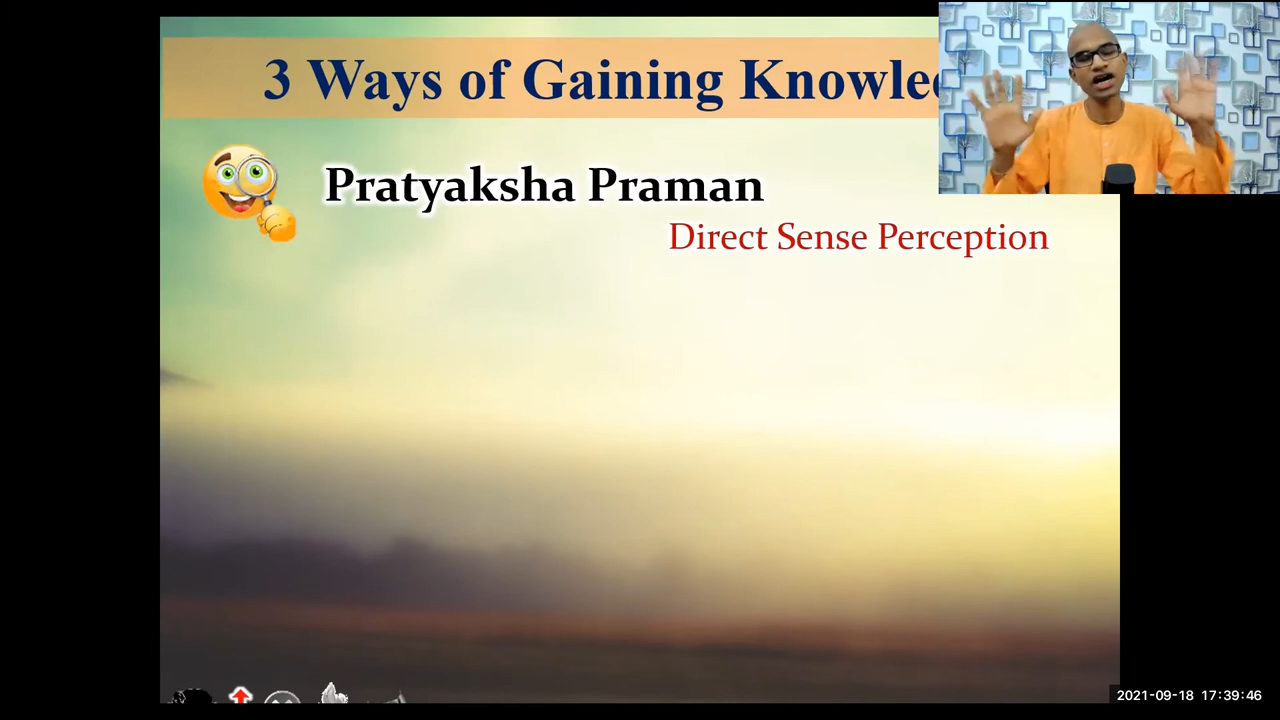 3 Ways of Gaining Knowle
Pratyaksha Praman
Direct Sense Perception
2021-09-18 17:39:46